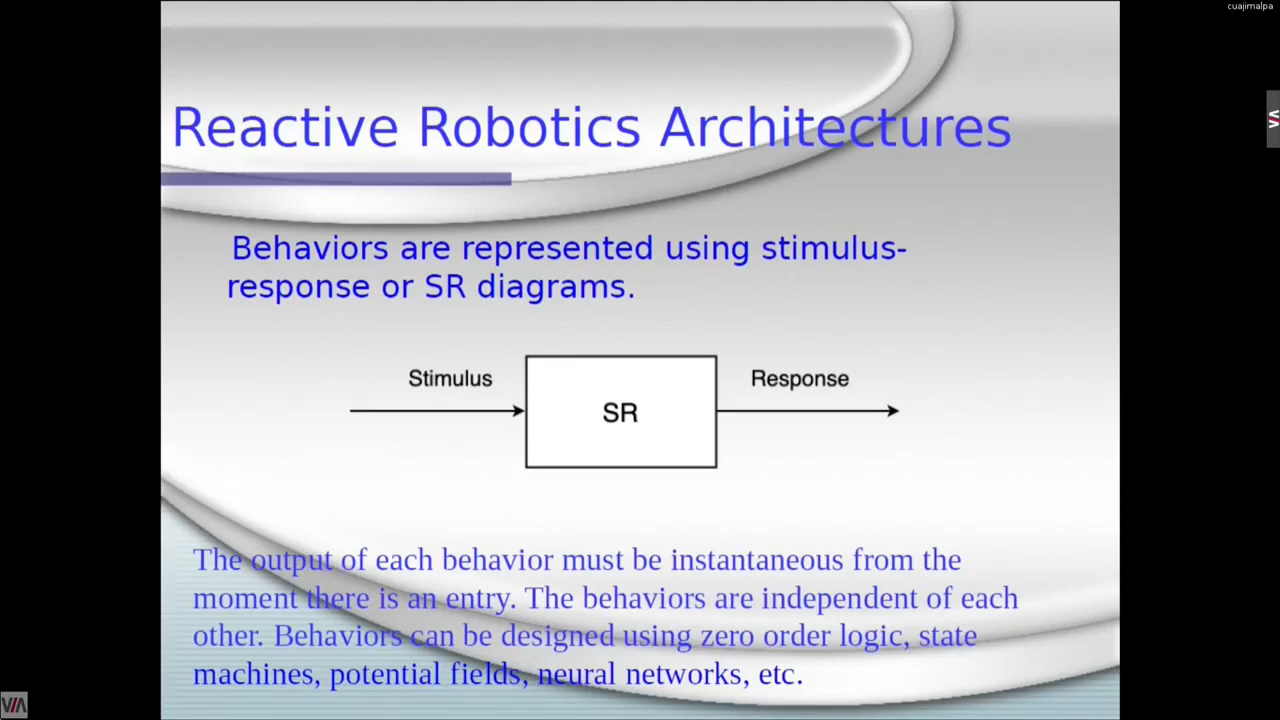 cuajimalpa
Reactive Robotics Architectures
Behaviors are represented using stimulus-
response or SR diagrams.
Stimulus
SR
Response
The output of each behavior must be instantaneous from the
moment there is an entry. The behaviors are independent of each
other. Behaviors can be designed using zero order logic, state
machines, potential fields, neural networks, etc.
VIA